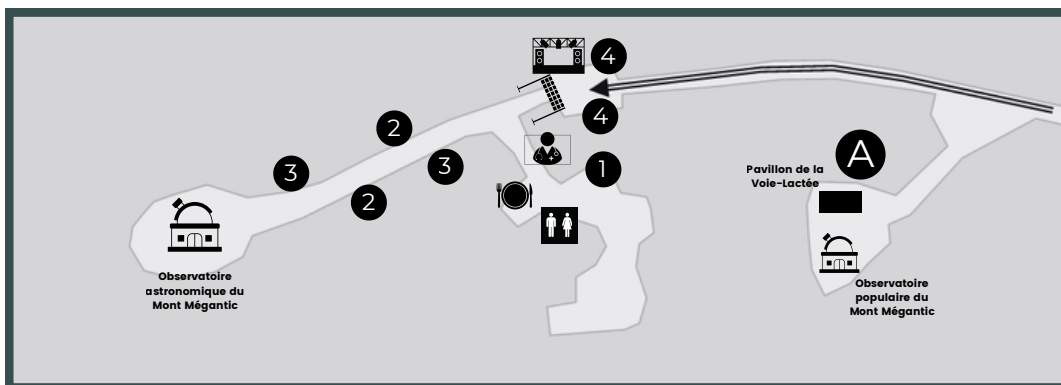 4
4
2
3
3
2
1
A
Pavillon de la
Voie-Lactée
Observatoire
astronomique du
Mont Mégantic
Observatoire
populaire du
Mont Mégantic